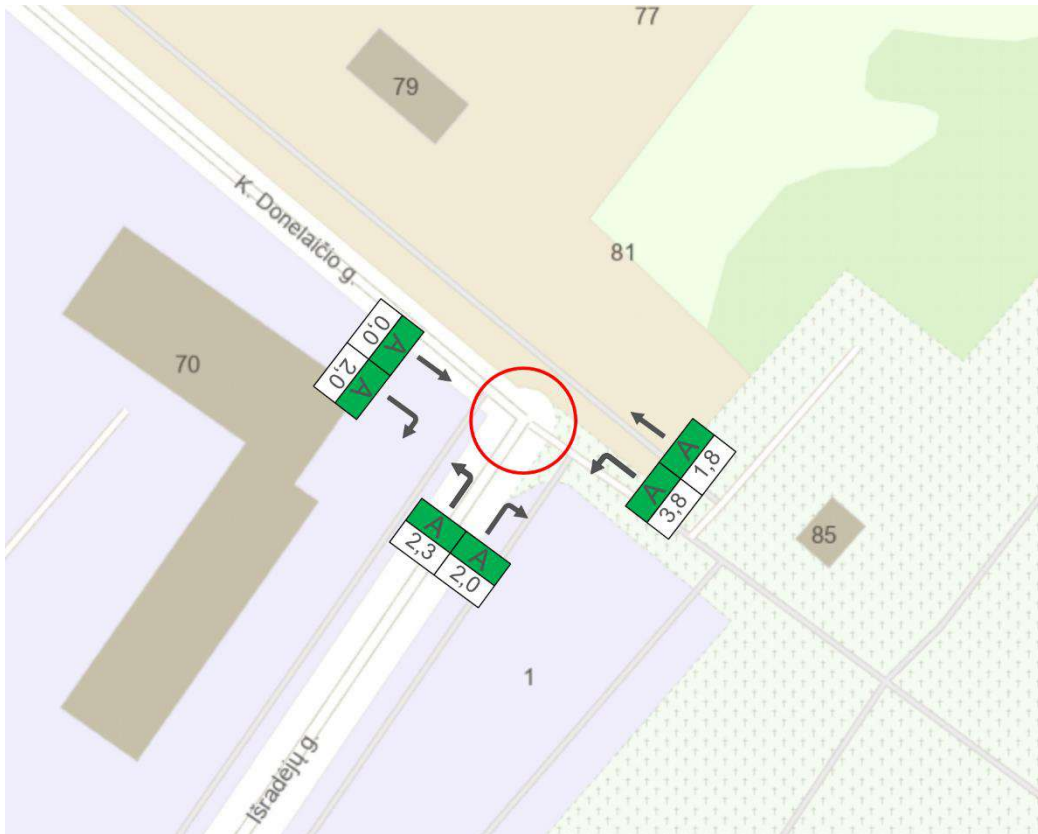 77
79
K. Donelaičio g.
81
A A
0,0 2,0
70
A A
1,8 3,8
A A
2,3 2,0
85
1
Išradėjų g.